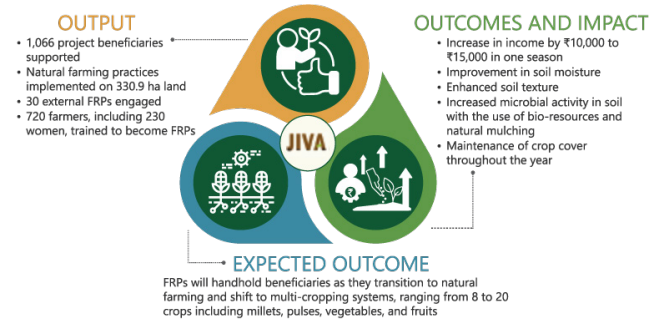 OUTPUT
• 1,066 project beneficiaries
supported
• Natural farming practices
implemented on 330.9 ha land
• 30 external FRPs engaged
• 720 farmers, including 230
women, trained to become FRPs
JIVA
₹
OUTCOMES AND IMPACT
• Increase in income by ₹10,000 to
₹15,000 in one season
• Improvement in soil moisture
• Enhanced soil texture
• Increased microbial activity in soil
with the use of bio-resources and
natural mulching
• Maintenance of crop cover
throughout the year
EXPECTED OUTCOME
FRPs will handhold beneficiaries as they transition to natural
farming and shift to multi-cropping systems, ranging from 8 to 20
crops including millets, pulses, vegetables, and fruits